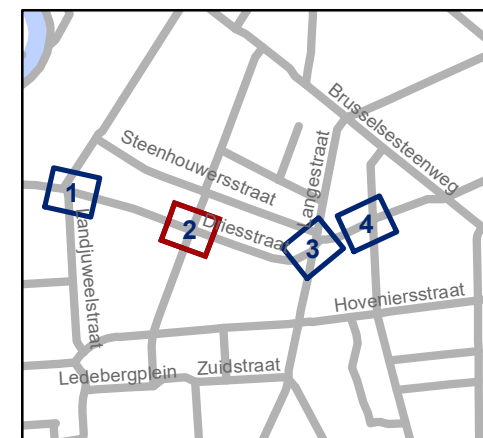 Brusselsesteenweg
Steenhouwersstraat
Langestraat
1
Landjuweelstraat
2
Driesstraat
3
4
Hoveniersstraat
Ledebergplein
Zuidstraat